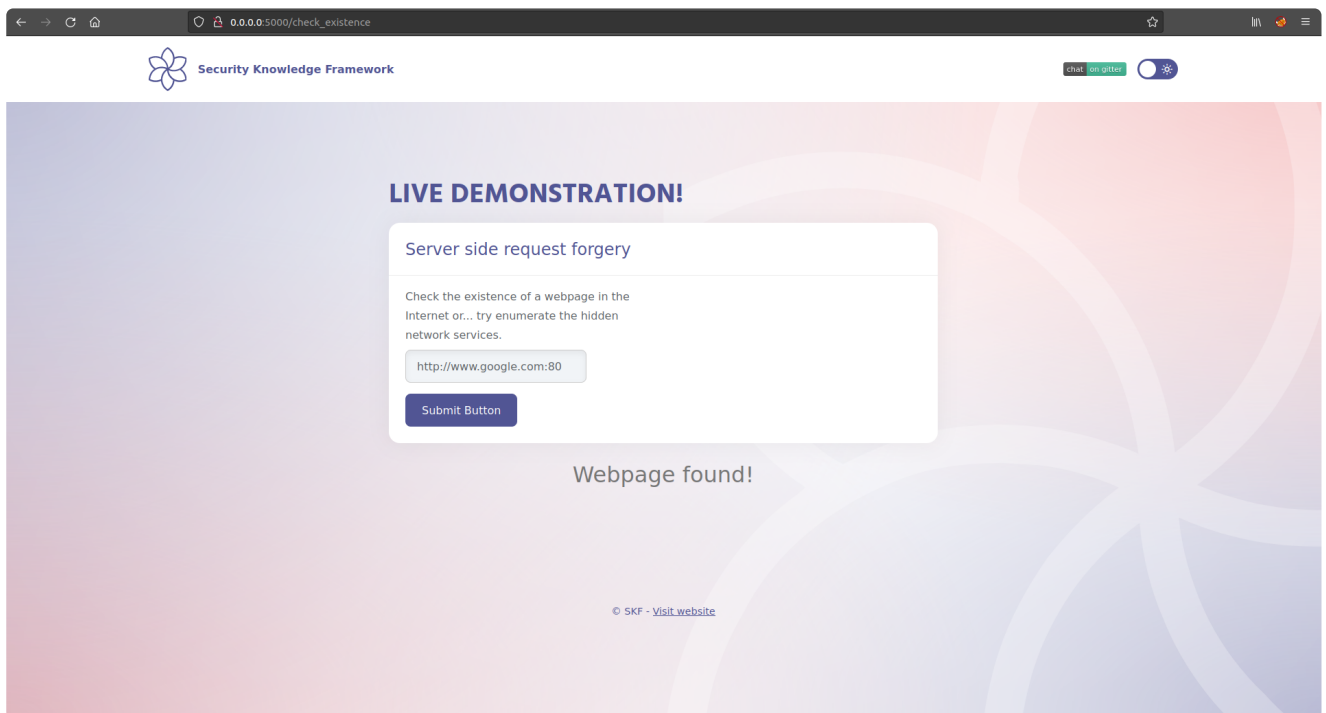 0.0.0.0:5000/check_existence
Security Knowledge Framework
chat on gitter
LIVE DEMONSTRATION!
Server side request forgery
Check the existence of a webpage in the
Internet or... try enumerate the hidden
network services.
http://www.google.com:80
Submit Button
Webpage found!
© SKF - Visit website